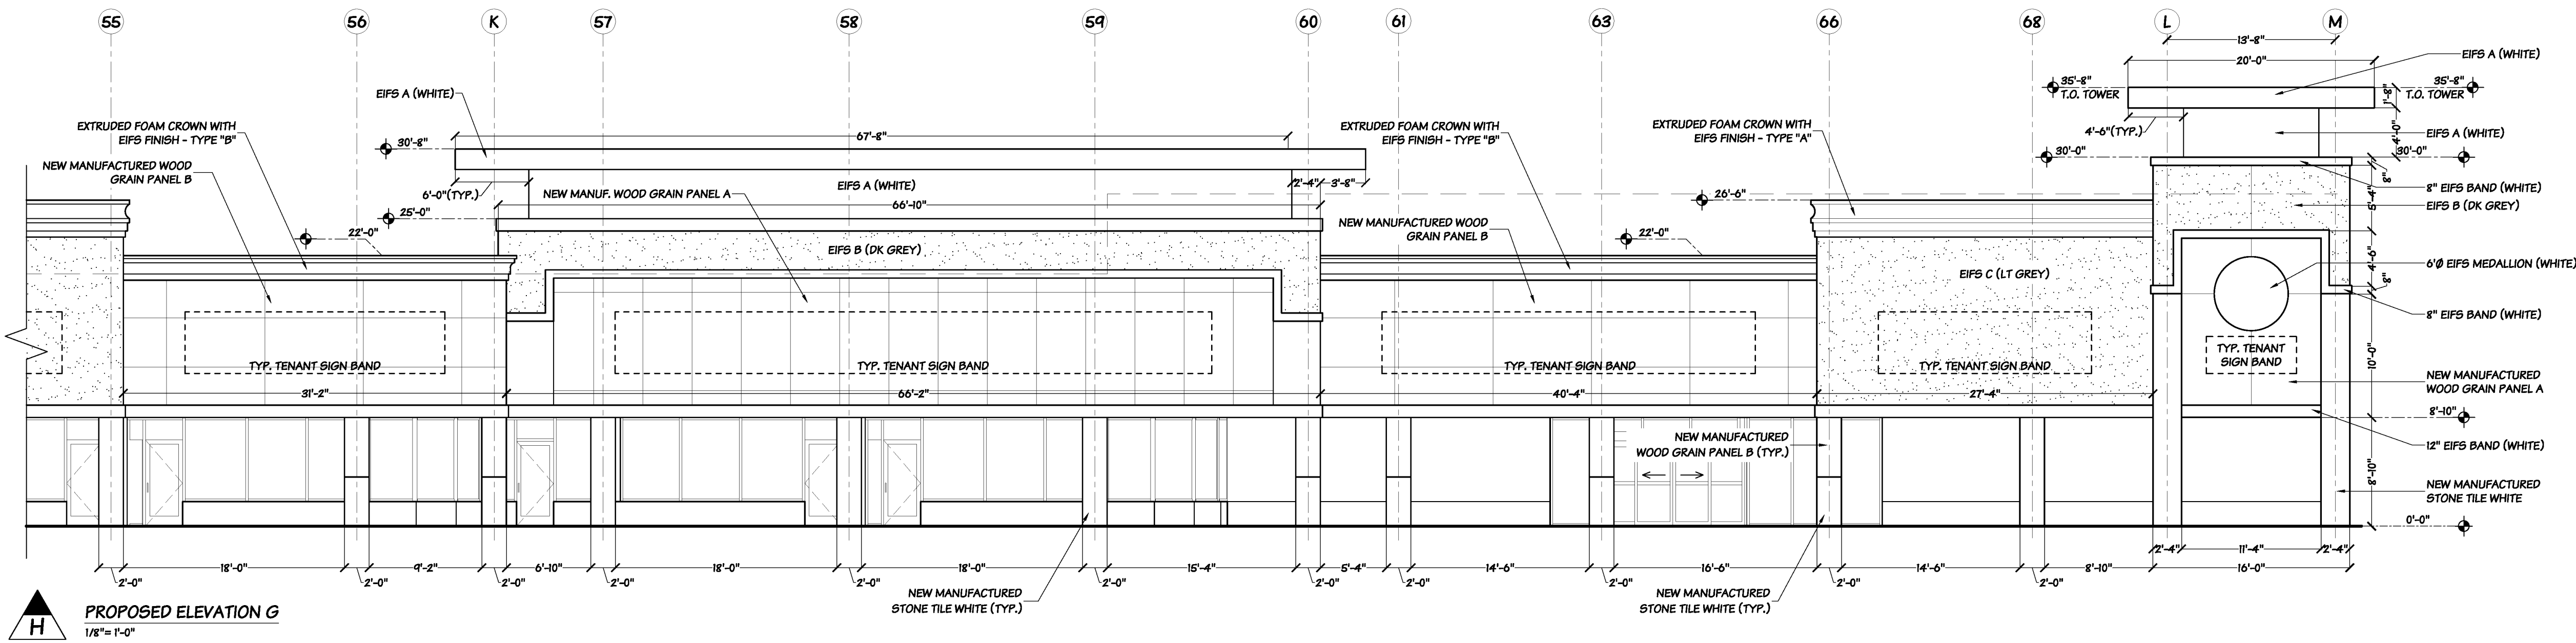 55
56
K
57
58
59
60
61
63
66
68
L
M
13'-8"
20'-0"
EIFS A (WHITE)
35'-8"
T.O. TOWER
35'-8"
T.O. TOWER
1'-8"
EIFS A (WHITE)
EXTRUDED FOAM CROWN WITH
EIFS FINISH - TYPE "B"
67'-8"
EXTRUDED FOAM CROWN WITH
EIFS FINISH - TYPE "B"
EXTRUDED FOAM CROWN WITH
EIFS FINISH - TYPE "A"
4'-6"(TYP.)
4'-0"
EIFS A (WHITE)
30'-8"
30'-0"
30'-0"
NEW MANUFACTURED WOOD
GRAIN PANEL B
6'-0"(TYP.)
NEW MANUF. WOOD GRAIN PANEL A
EIFS A (WHITE)
2'-4"
3'-8"
8"
8" EIFS BAND (WHITE)
66'-10"
26'-6"
5'-4"
EIFS B (DK GREY)
25'-0"
NEW MANUFACTURED WOOD
GRAIN PANEL B
22'-0"
22'-0"
EIFS B (DK GREY)
EIFS C (LT GREY)
4'-6"
6'Ø EIFS MEDALLION (WHITE)
8"
8" EIFS BAND (WHITE)
TYP. TENANT SIGN BAND
TYP. TENANT SIGN BAND
TYP. TENANT SIGN BAND
TYP. TENANT SIGN BAND
TYP. TENANT
SIGN BAND
10'-0"
NEW MANUFACTURED
WOOD GRAIN PANEL A
31'-2"
66'-2"
40'-4"
27'-4"
8'-10"
NEW MANUFACTURED
WOOD GRAIN PANEL B (TYP.)
12" EIFS BAND (WHITE)
8'-10"
NEW MANUFACTURED
STONE TILE WHITE
0'-0"
2'-4"
11'-4"
2'-4"
18'-0"
9'-2"
6'-10"
18'-0"
18'-0"
15'-4"
5'-4"
14'-6"
16'-6"
14'-6"
8'-10"
16'-0"
2'-0"
2'-0"
2'-0"
2'-0"
2'-0"
2'-0"
2'-0"
2'-0"
2'-0"
2'-0"
2'-0"
NEW MANUFACTURED
STONE TILE WHITE (TYP.)
NEW MANUFACTURED
STONE TILE WHITE (TYP.)
H
PROPOSED ELEVATION G
1/8"= 1'-0"